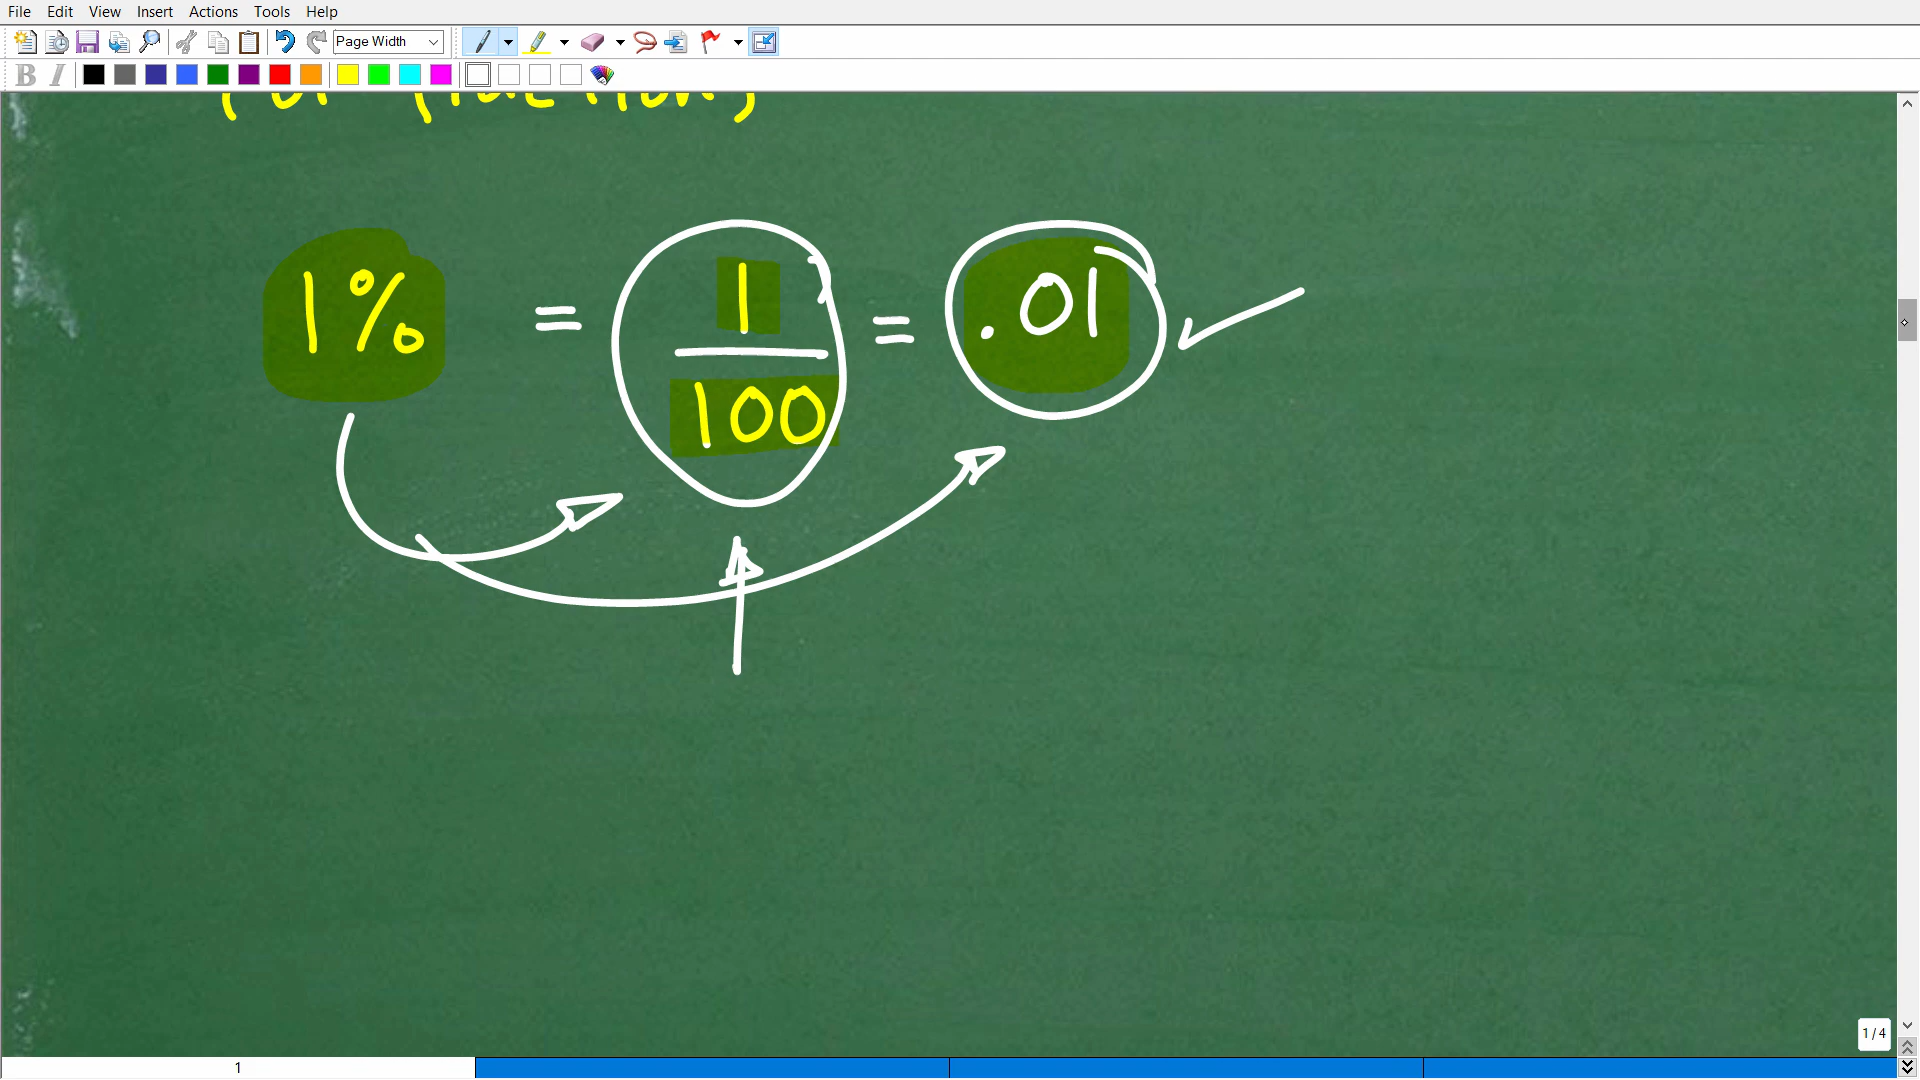 File Edit View Insert Actions Tools Help
Page Width
B I
1% = 1/100 = .01
1 / 4
1